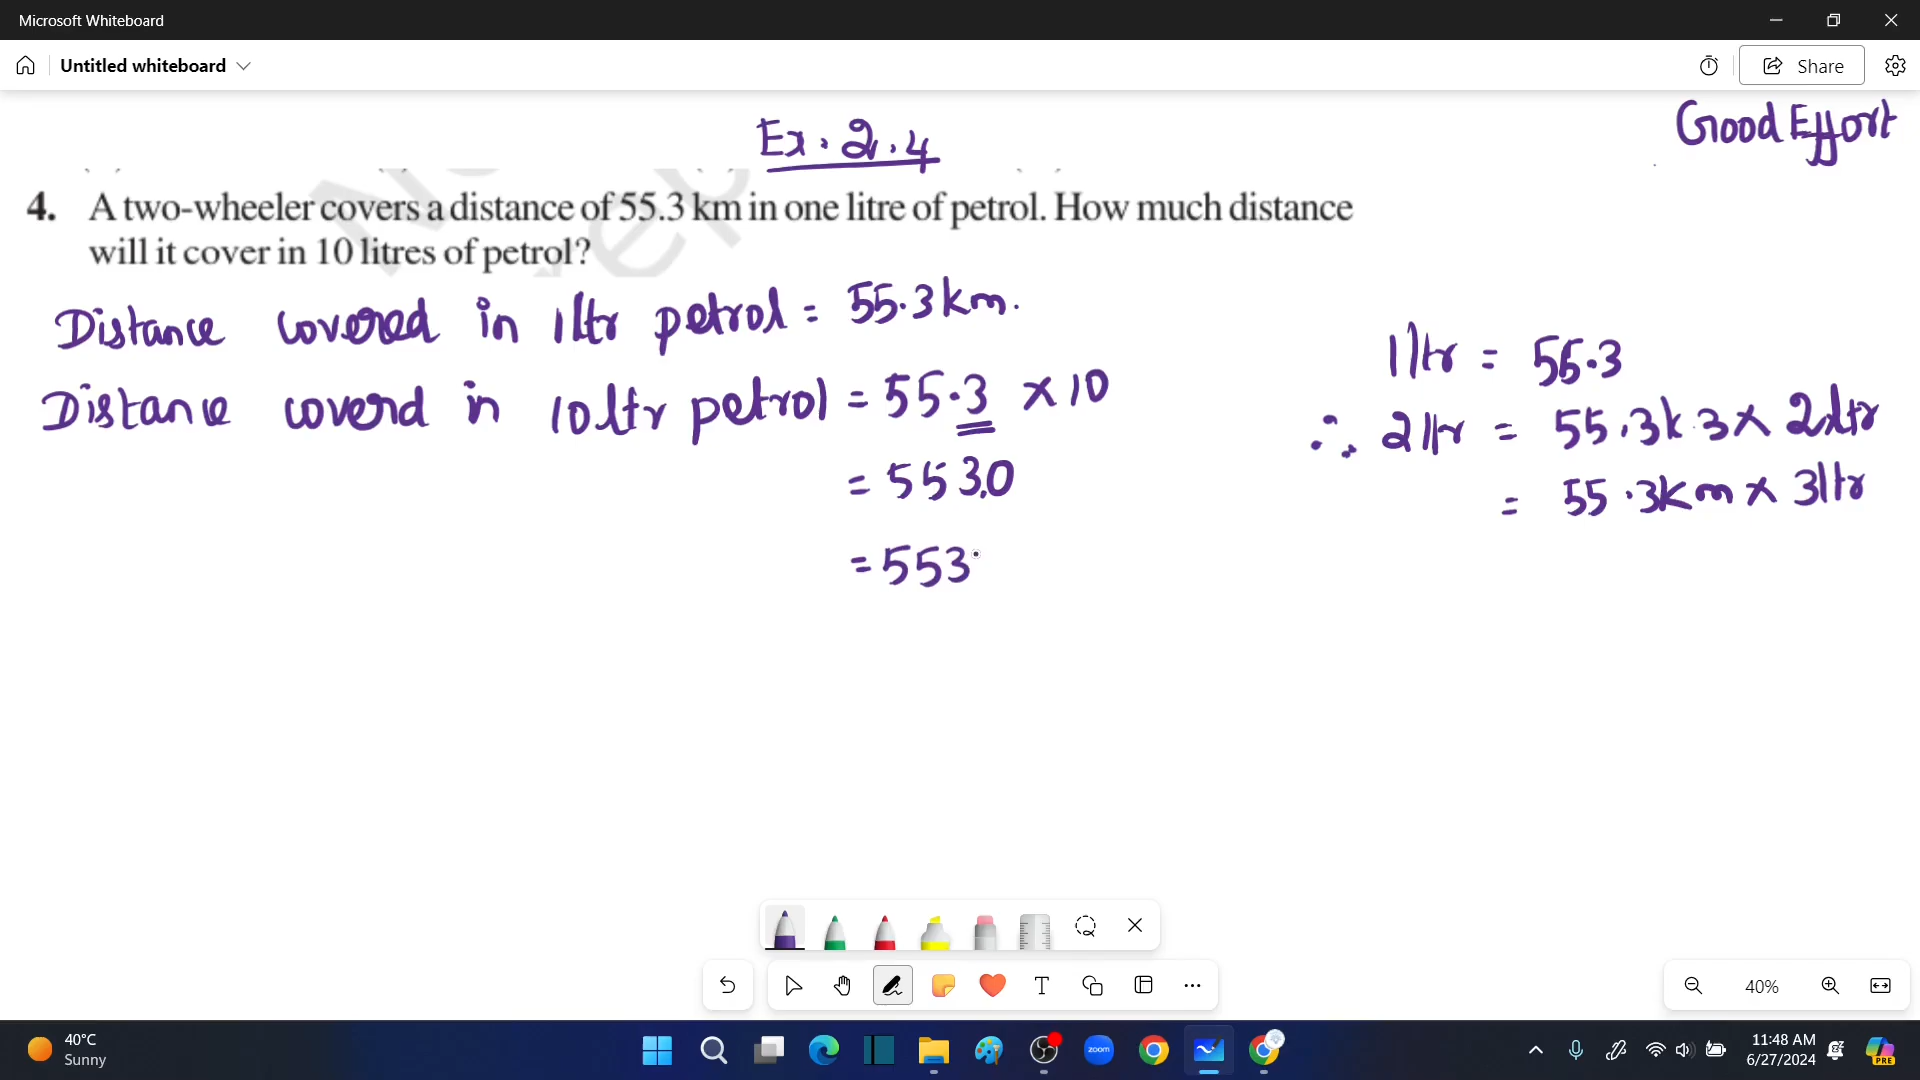 Microsoft Whiteboard
Untitled whiteboard
Share
Good Effort
Ex. 2.4
4. A two-wheeler covers a distance of 55.3 km in one litre of petrol. How much distance
will it cover in 10 litres of petrol?
Distance covered in 1ltr petrol = 55.3km.
Distance coverd in 10ltr petrol = 55.3 x 10
= 553.0
= 553
1ltr = 55.3
∴ 2ltr = 55.3k.3 x 2ltr
= 55.3km x 3ltr
T
40%
40°C
Sunny
zoom
11:48 AM
6/27/2024
PRE